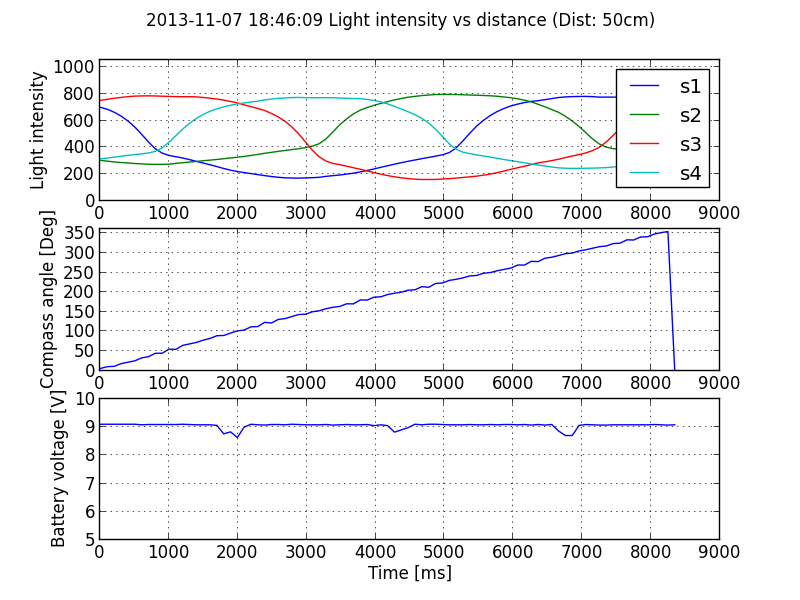 2013-11-07 18:46:09 Light intensity vs distance (Dist: 50cm)
Light intensity
1000
800
600
400
200
0
s1
s2
s3
s4
0 1000 2000 3000 4000 5000 6000 7000 8000 9000
Compass angle [Deg]
350
300
250
200
150
100
50
0
0 1000 2000 3000 4000 5000 6000 7000 8000 9000
Battery voltage [V]
10
9
8
7
6
5
0 1000 2000 3000 4000 5000 6000 7000 8000 9000
Time [ms]